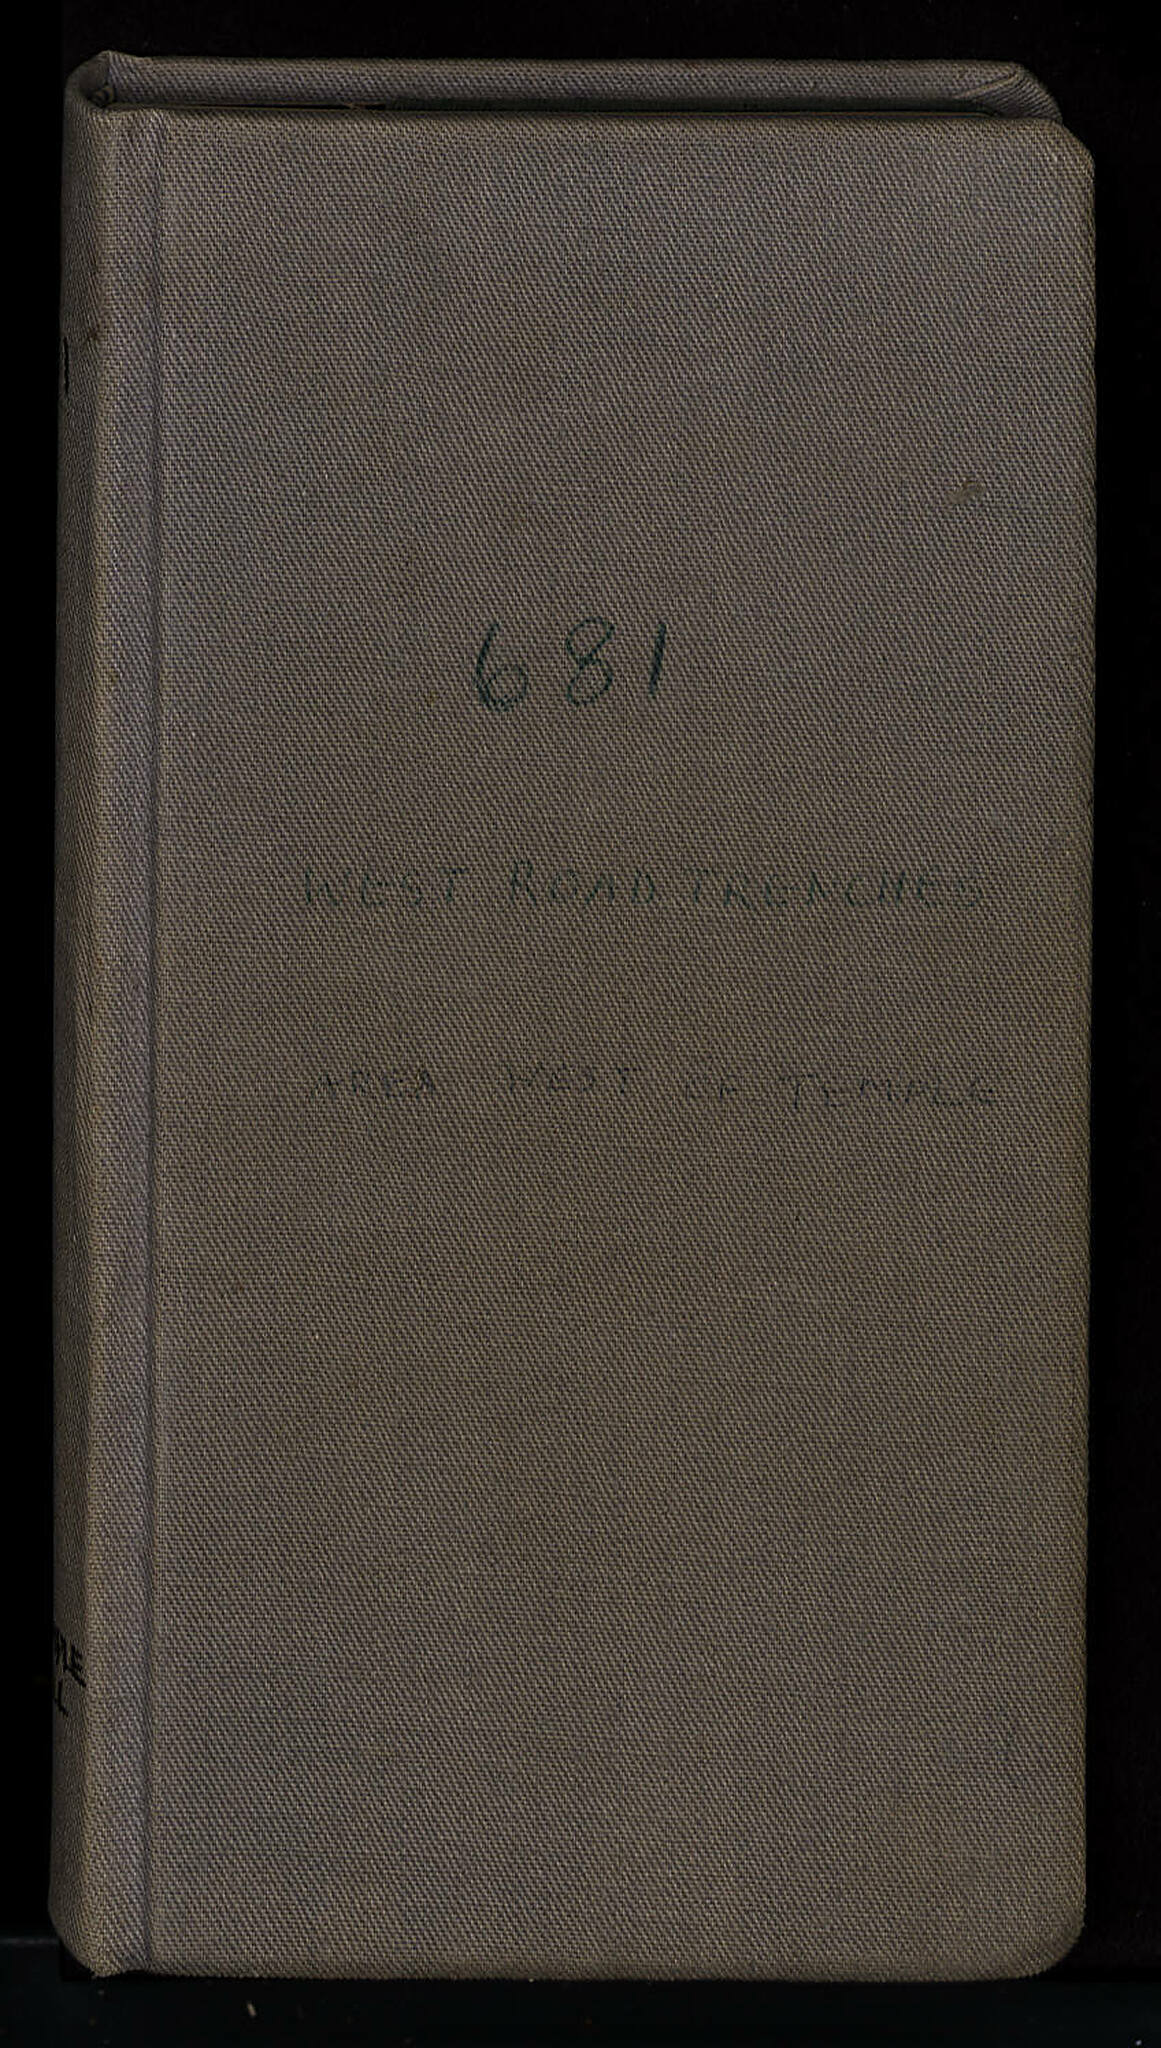 681
WEST ROAD TRENCHES
AREA WEST OF TEMPLE